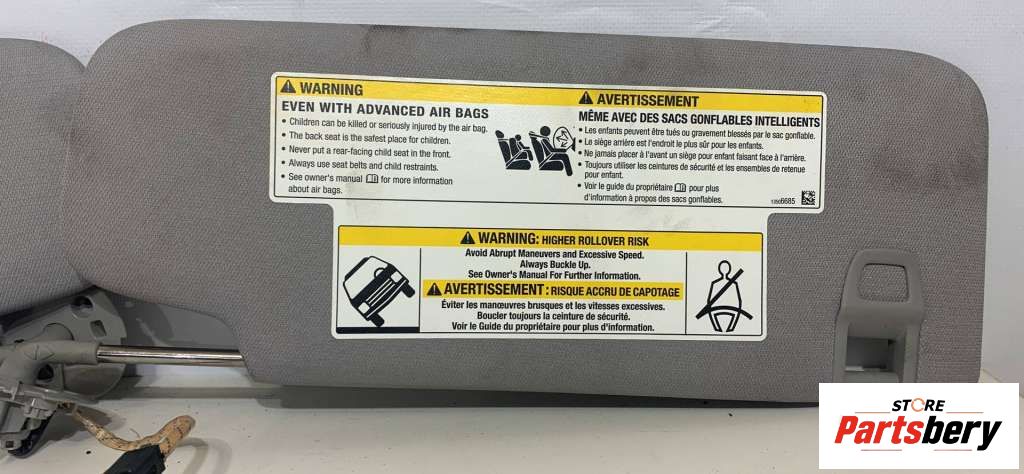 WARNING
EVEN WITH ADVANCED AIR BAGS
• Children can be killed or seriously injured by the air bag.
• The back seat is the safest place for children.
• Never put a rear-facing child seat in the front.
• Always use seat belts and child restraints.
• See owner's manual for more information
about air bags.
AVERTISSEMENT
MÊME AVEC DES SACS GONFLABLES INTELLIGENTS
• Les enfants peuvent être tués ou gravement blessés par le sac gonflable.
• Le siège arrière est l'endroit le plus sûr pour les enfants.
• Ne jamais placer à l'avant un siège pour enfant faisant face à l'arrière.
• Toujours utiliser les ceintures de sécurité et les ensembles de retenue
pour enfant.
• Voir le guide du propriétaire pour plus
d'information à propos des sacs gonflables.
WARNING: HIGHER ROLLOVER RISK
Avoid Abrupt Maneuvers and Excessive Speed.
Always Buckle Up.
See Owner's Manual For Further Information.
AVERTISSEMENT: RISQUE ACCRU DE CAPOTAGE
Éviter les manœuvres brusques et les vitesses excessives.
Boucler toujours la ceinture de sécurité.
Voir le Guide du propriétaire pour plus d'information.
STORE
Partsbery